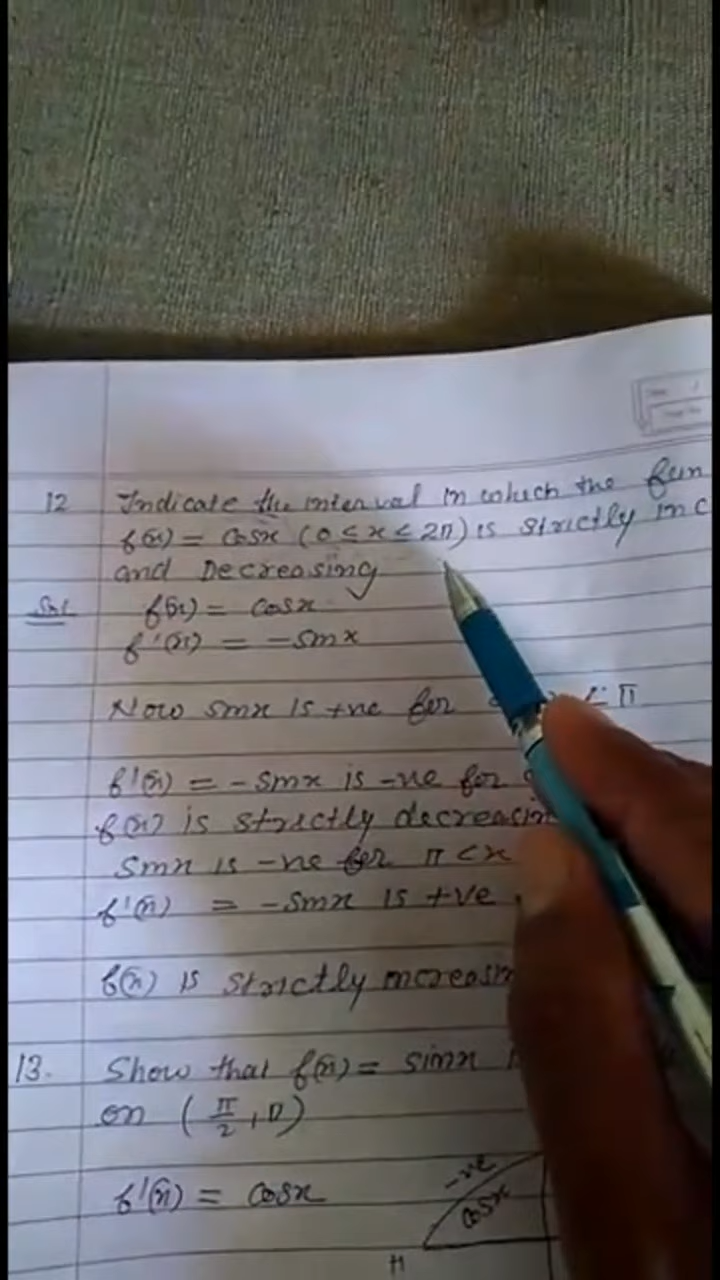 12 Indicate the interval in which the fun
f(x) = cosx (0 ≤ x ≤ 2π) is strictly inc
and Decreasing
Sol f(x) = cosx
f'(x) = -sinx
Now sinx is +ve for < π
f'(x) = -sinx is -ve for
f(x) is strictly decreasin
sinx is -ve for π < x
f'(x) = -sinx is +ve
f(x) is strictly increasin
13. Show that f(x) = sinx
on (π/2, π)
-ve
f'(x) = cosx
cosx
π